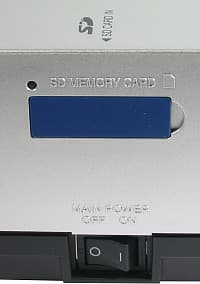 SD
◀ SD CARD IN
SD MEMORY CARD
MAIN POWER
OFF ON